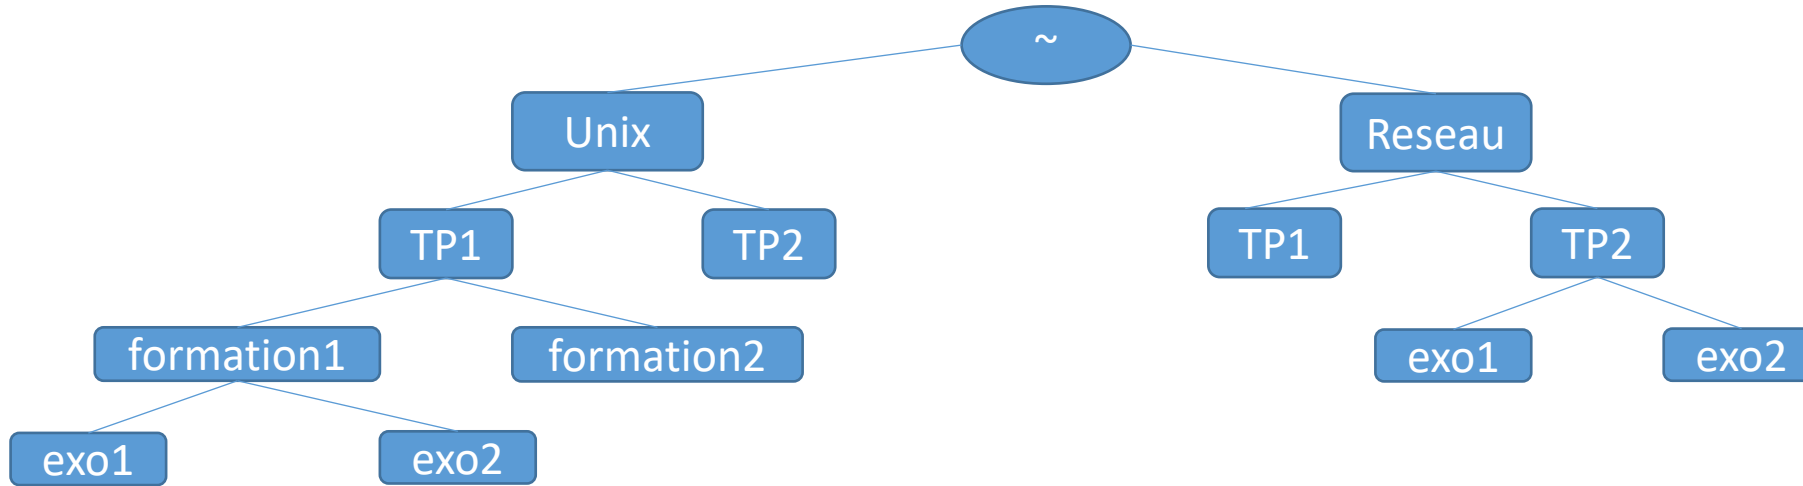 ~
Unix
Reseau
TP1
TP2
TP1
TP2
formation1
formation2
exo1
exo2
exo1
exo2